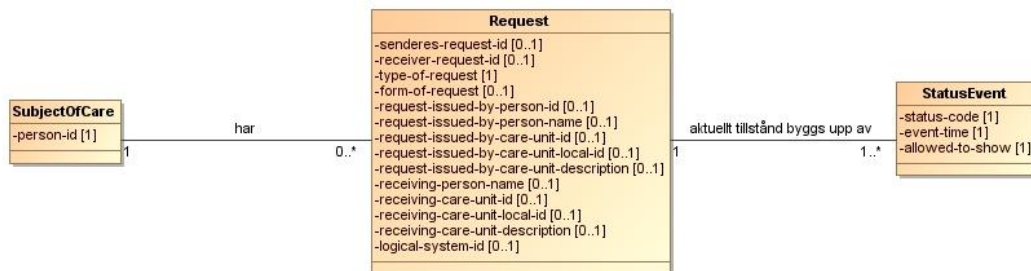 SubjectOfCare
-person-id [1]
1
har
0..*
Request
-senderes-request-id [0..1]
-receiver-request-id [0..1]
-type-of-request [1]
-form-of-request [0..1]
-request-issued-by-person-id [0..1]
-request-issued-by-person-name [0..1]
-request-issued-by-care-unit-id [0..1]
-request-issued-by-care-unit-local-id [0..1]
-request-issued-by-care-unit-description [0..1]
-receiving-person-name [0..1]
-receiving-care-unit-id [0..1]
-receiving-care-unit-local-id [0..1]
-receiving-care-unit-description [0..1]
-logical-system-id [0..1]
aktuellt tillstånd byggs upp av
1
1..*
StatusEvent
-status-code [1]
-event-time [1]
-allowed-to-show [1]